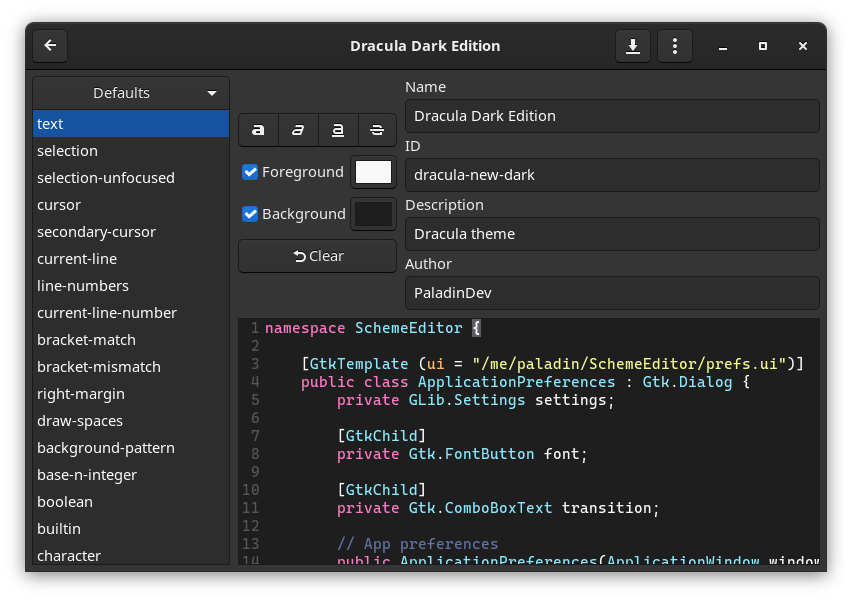 Dracula Dark Edition
Defaults
text
selection
selection-unfocused
cursor
secondary-cursor
current-line
line-numbers
current-line-number
bracket-match
bracket-mismatch
right-margin
draw-spaces
background-pattern
base-n-integer
boolean
builtin
character
a a a a
Foreground
Background
Clear
Name
Dracula Dark Edition
ID
dracula-new-dark
Description
Dracula theme
Author
PaladinDev
1 namespace SchemeEditor {
2
3     [GtkTemplate (ui = "/me/paladin/SchemeEditor/prefs.ui")]
4     public class ApplicationPreferences : Gtk.Dialog {
5         private GLib.Settings settings;
6
7         [GtkChild]
8         private Gtk.FontButton font;
9
10         [GtkChild]
11         private Gtk.ComboBoxText transition;
12
13         // App preferences
14         public ApplicationPreferences(ApplicationWindow window